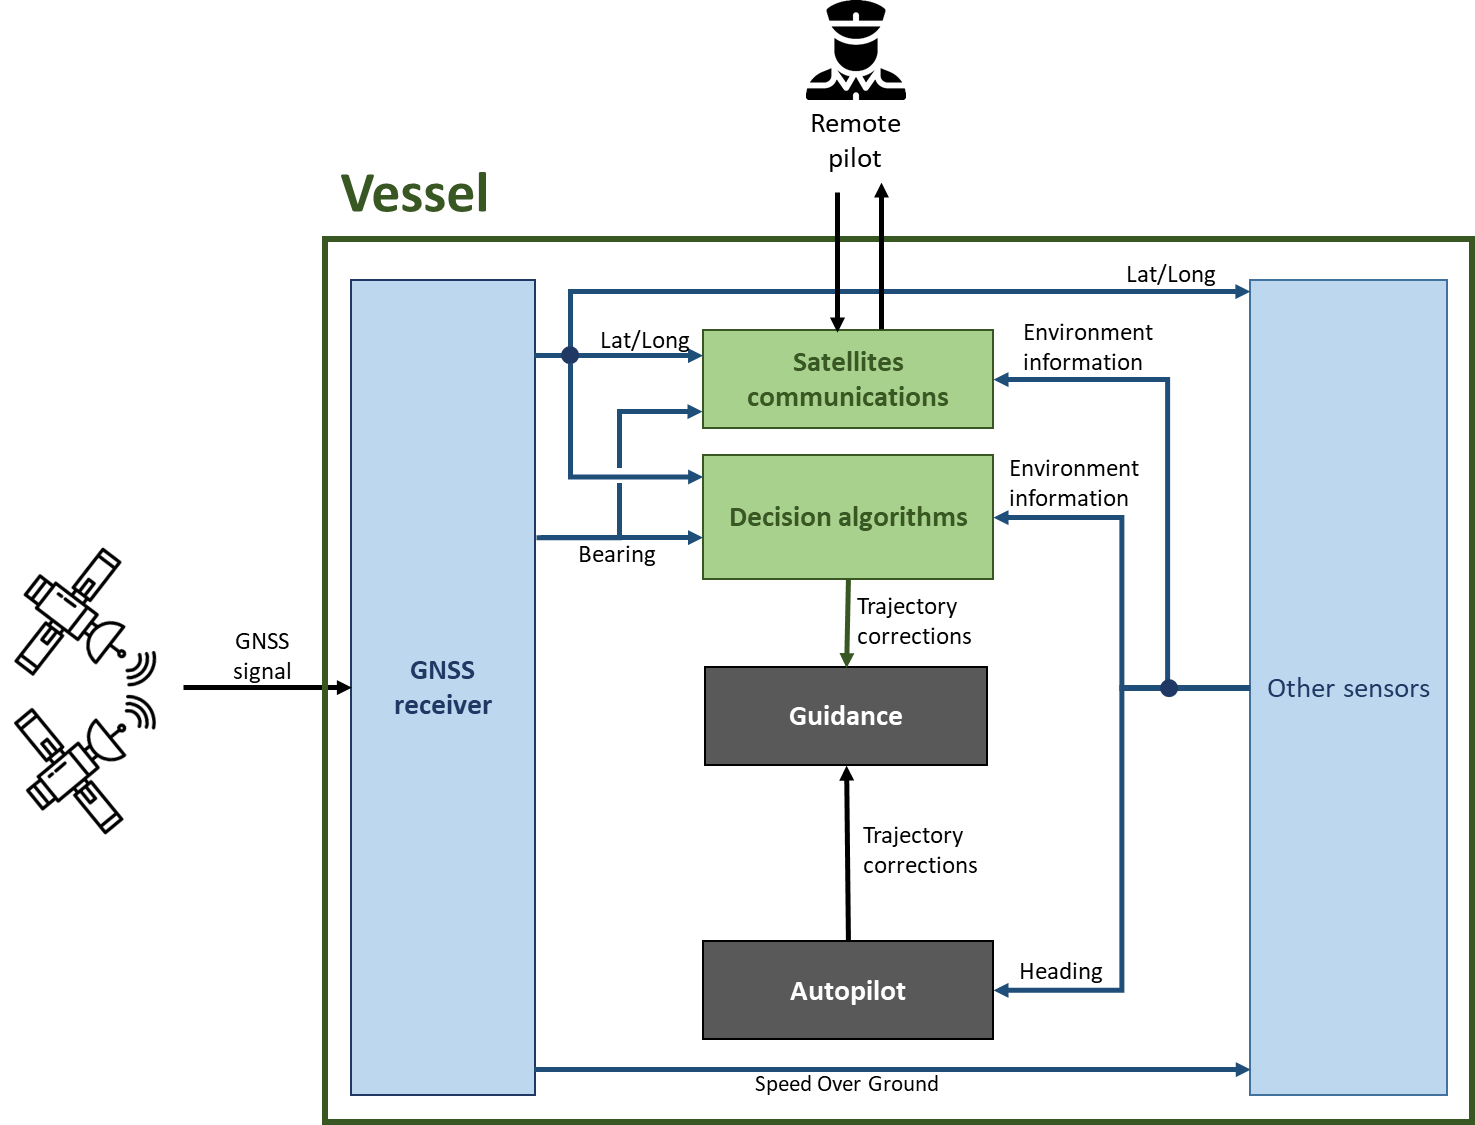 Remote
pilot
Vessel
Lat/Long
Lat/Long
Environment
information
Satellites
communications
Environment
information
Decision algorithms
Bearing
Trajectory
corrections
GNSS
signal
GNSS
receiver
Guidance
Other sensors
Trajectory
corrections
Heading
Autopilot
Speed Over Ground